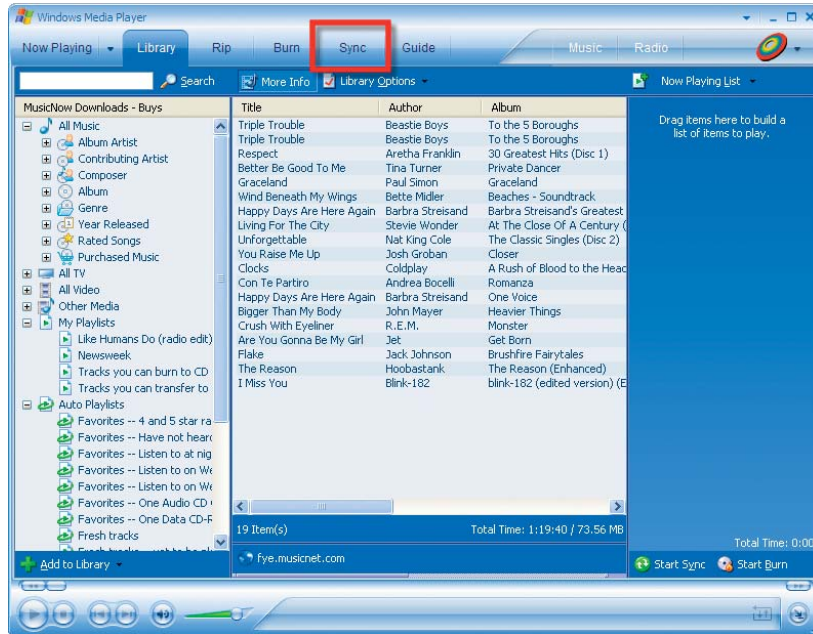 Windows Media Player
Now Playing Library Rip Burn Sync Guide Music Radio
Search More Info Library Options Now Playing List
MusicNow Downloads - Buys
All Music
Album Artist
Contributing Artist
Composer
Album
Genre
Year Released
Rated Songs
Purchased Music
All TV
All Video
Other Media
My Playlists
Like Humans Do (radio edit)
Newsweek
Tracks you can burn to CD
Tracks you can transfer to
Auto Playlists
Favorites -- 4 and 5 star ra
Favorites -- Have not heard
Favorites -- Listen to at nig
Favorites -- Listen to on We
Favorites -- Listen to on We
Favorites -- One Audio CD
Favorites -- One Data CD-R
Fresh tracks
Add to Library
Title Author Album
Triple Trouble Beastie Boys To the 5 Boroughs
Triple Trouble Beastie Boys To the 5 Boroughs
Respect Aretha Franklin 30 Greatest Hits (Disc 1)
Better Be Good To Me Tina Turner Private Dancer
Graceland Paul Simon Graceland
Wind Beneath My Wings Bette Midler Beaches - Soundtrack
Happy Days Are Here Again Barbra Streisand Barbra Streisand's Greatest
Living For The City Stevie Wonder At The Close Of A Century (
Unforgettable Nat King Cole The Classic Singles (Disc 2)
You Raise Me Up Josh Groban Closer
Clocks Coldplay A Rush of Blood to the Head
Con Te Partiro Andrea Bocelli Romanza
Happy Days Are Here Again Barbra Streisand One Voice
Bigger Than My Body John Mayer Heavier Things
Crush With Eyeliner R.E.M. Monster
Are You Gonna Be My Girl Jet Get Born
Flake Jack Johnson Brushfire Fairytales
The Reason Hoobastank The Reason (Enhanced)
I Miss You Blink-182 blink-182 (edited version) (E
19 Item(s) Total Time: 1:19:40 / 73.56 MB
fye.musicnet.com
Drag items here to build a
list of items to play.
Total Time: 0:00
Start Sync Start Burn